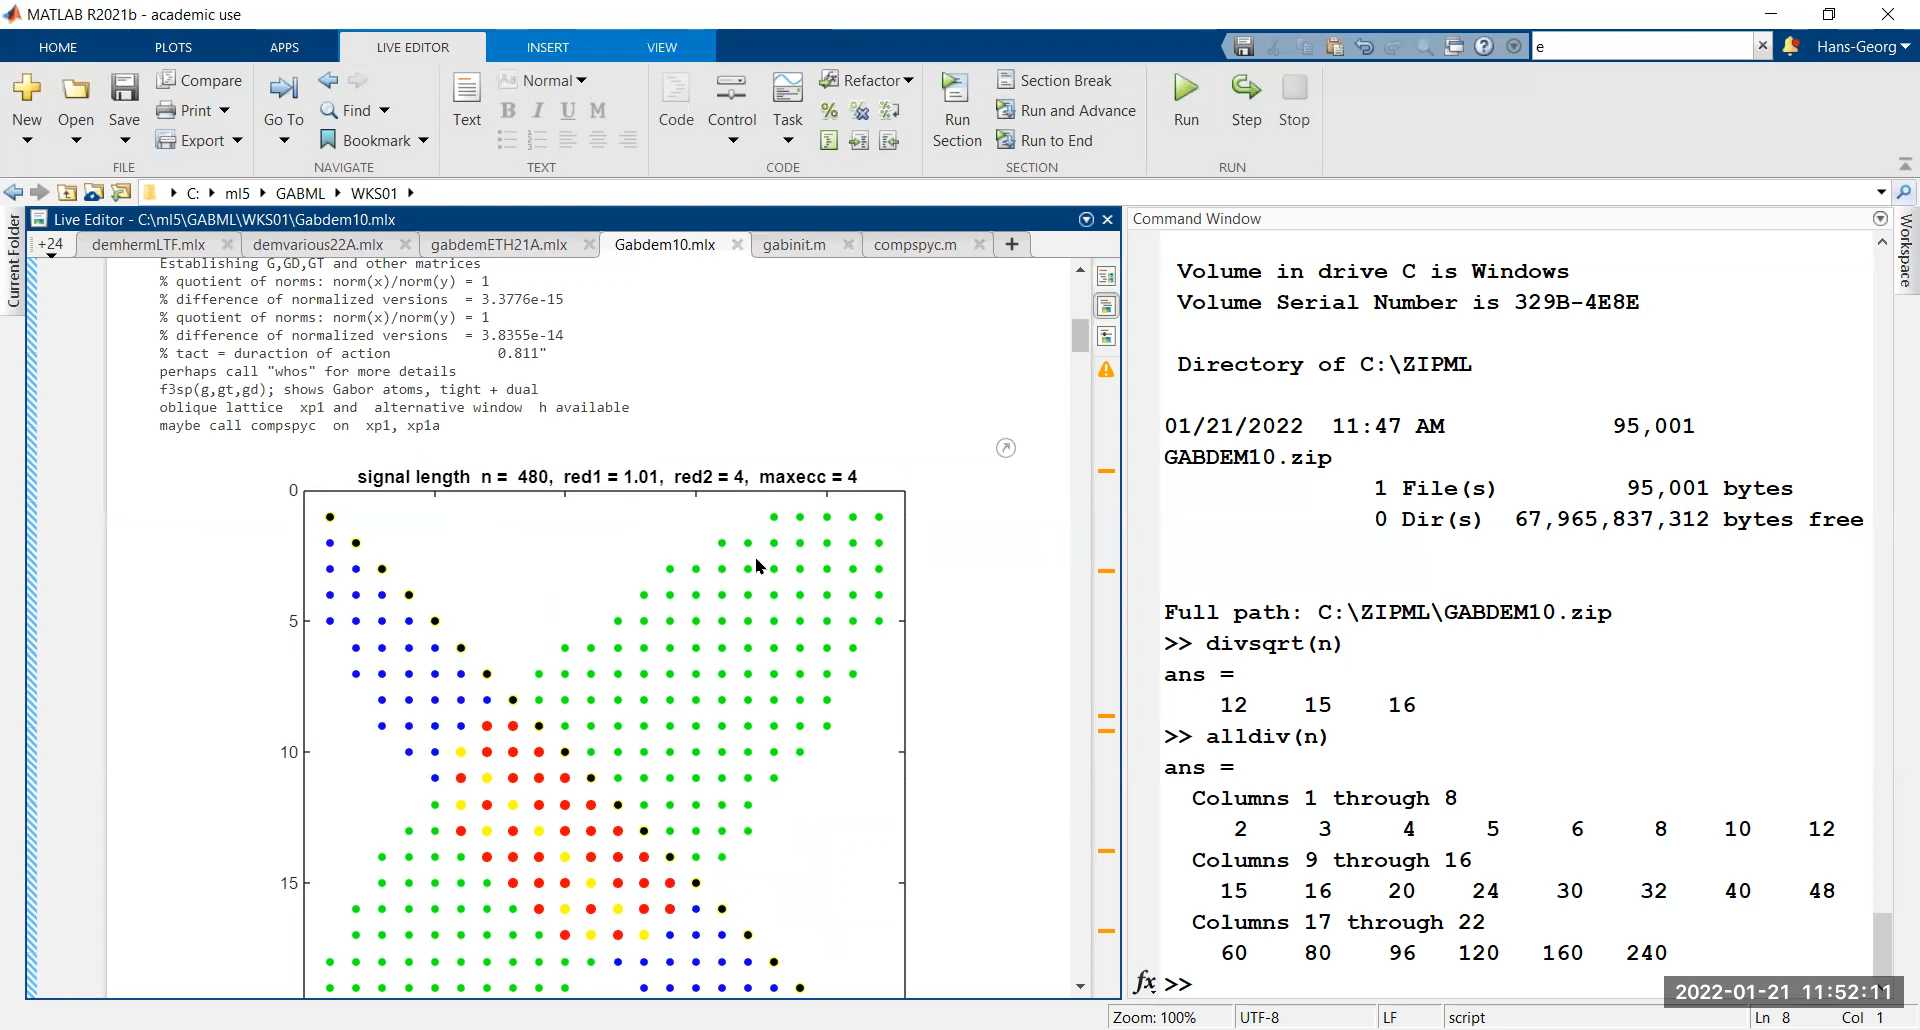 MATLAB R2021b - academic use
HOME PLOTS APPS LIVE EDITOR INSERT VIEW
e
Hans-Georg
New Open Save
Compare
Print
Export
FILE
Go To
Find
Bookmark
NAVIGATE
Text
Aa Normal
B I U M
TEXT
Code Control Task
Refactor
CODE
Run
Section
Section Break
Run and Advance
Run to End
SECTION
Run Step Stop
RUN
C: ml5 GABML WKS01
Current Folder
Live Editor - C:\ml5\GABML\WKS01\Gabdem10.mlx
+24 demhermLTF.mlx demvarious22A.mlx gabdemETH21A.mlx Gabdem10.mlx gabinit.m compspyc.m
Establishing G,GD,GT and other matrices
% quotient of norms: norm(x)/norm(y) = 1
% difference of normalized versions = 3.3776e-15
% quotient of norms: norm(x)/norm(y) = 1
% difference of normalized versions = 3.8355e-14
% tact = duraction of action 0.811"
perhaps call "whos" for more details
f3sp(g,gt,gd); shows Gabor atoms, tight + dual
oblique lattice xp1 and alternative window h available
maybe call compspyc on xp1, xp1a
signal length n = 480, red1 = 1.01, red2 = 4, maxecc = 4
0
5
10
15
Command Window
Workspace
Volume in drive C is Windows
Volume Serial Number is 329B-4E8E
Directory of C:\ZIPML
01/21/2022 11:47 AM 95,001
GABDEM10.zip
1 File(s) 95,001 bytes
0 Dir(s) 67,965,837,312 bytes free
Full path: C:\ZIPML\GABDEM10.zip
>> divsqrt(n)
ans =
12 15 16
>> alldiv(n)
ans =
Columns 1 through 8
2 3 4 5 6 8 10 12
Columns 9 through 16
15 16 20 24 30 32 40 48
Columns 17 through 22
60 80 96 120 160 240
fx >>
2022-01-21 11:52:11
Zoom: 100% UTF-8 LF script Ln 8 Col 1